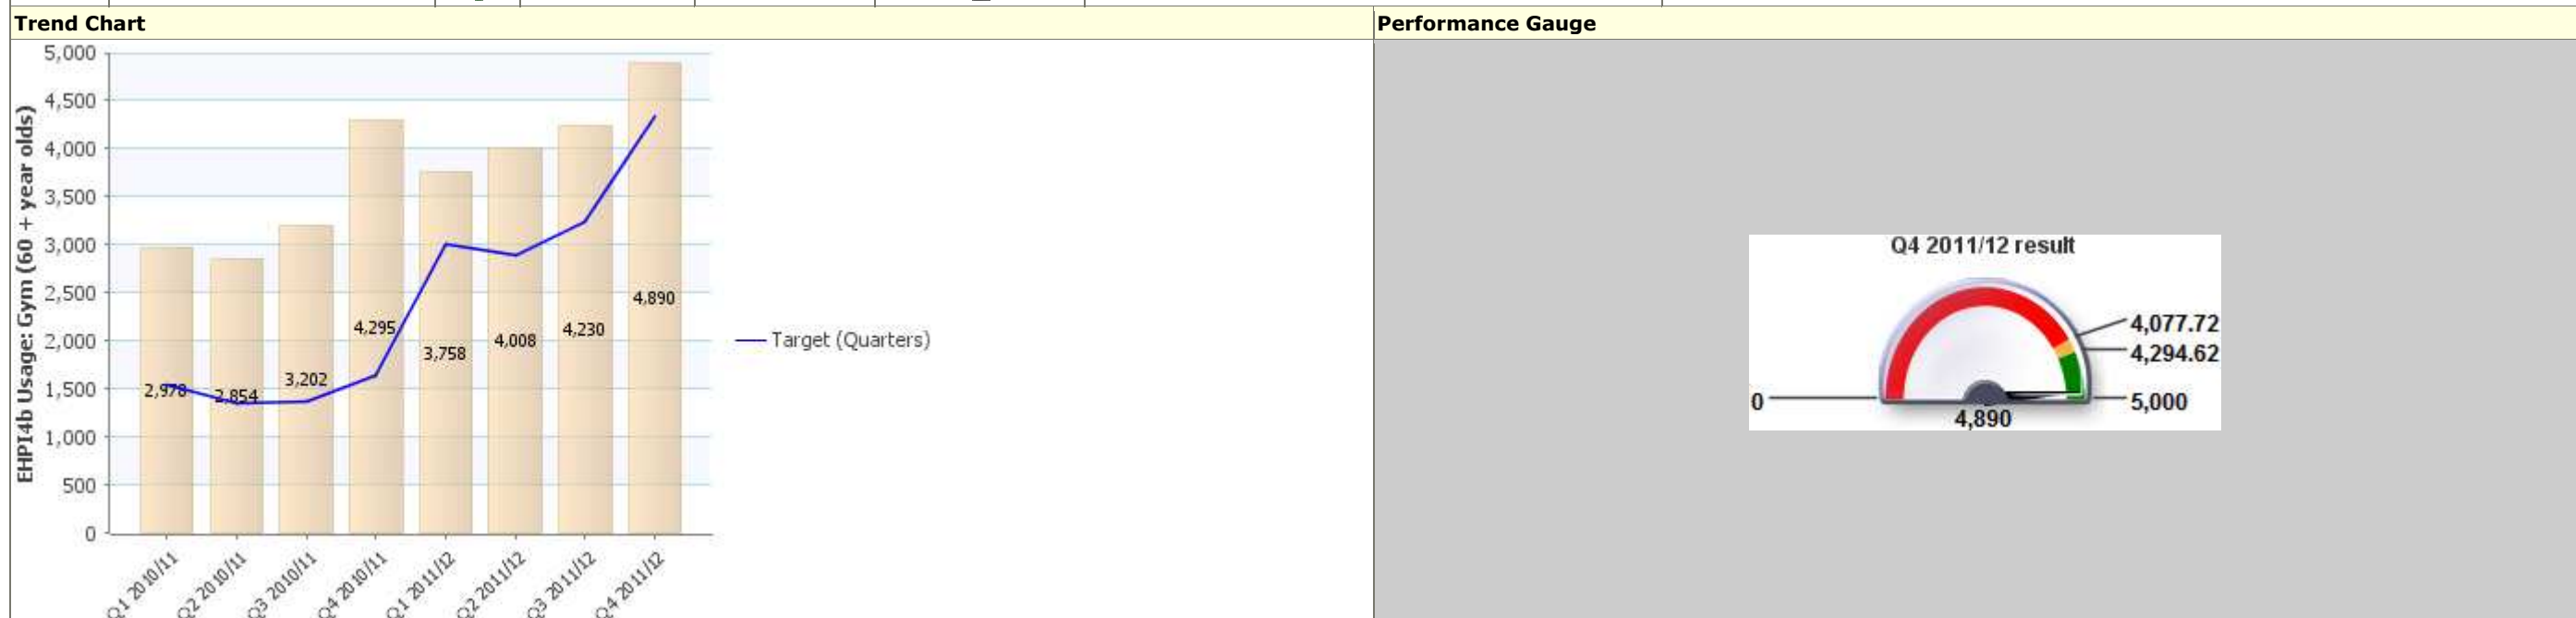 Trend Chart
Performance Gauge
EHPI4b Usage: Gym (60 + year olds)
5,000
4,500
4,000
3,500
3,000
2,500
2,000
1,500
1,000
500
0
2,978
2,854
3,202
4,295
3,758
4,008
4,230
4,890
Q1 2010/11
Q2 2010/11
Q3 2010/11
Q4 2010/11
Q1 2011/12
Q2 2011/12
Q3 2011/12
Q4 2011/12
Target (Quarters)
Q4 2011/12 result
4,077.72
4,294.62
0
5,000
4,890